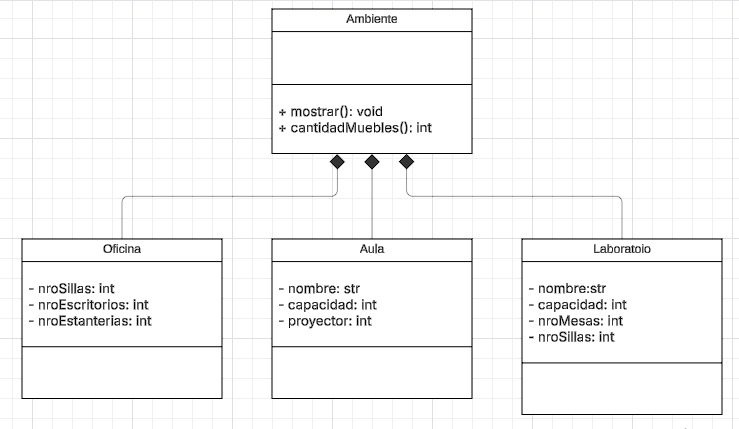 Ambiente
+ mostrar(): void
+ cantidadMuebles(): int
Oficina
- nroSillas: int
- nroEscritorios: int
- nroEstanterias: int
Aula
- nombre: str
- capacidad: int
- proyector: int
Laboratoio
- nombre:str
- capacidad: int
- nroMesas: int
- nroSillas: int